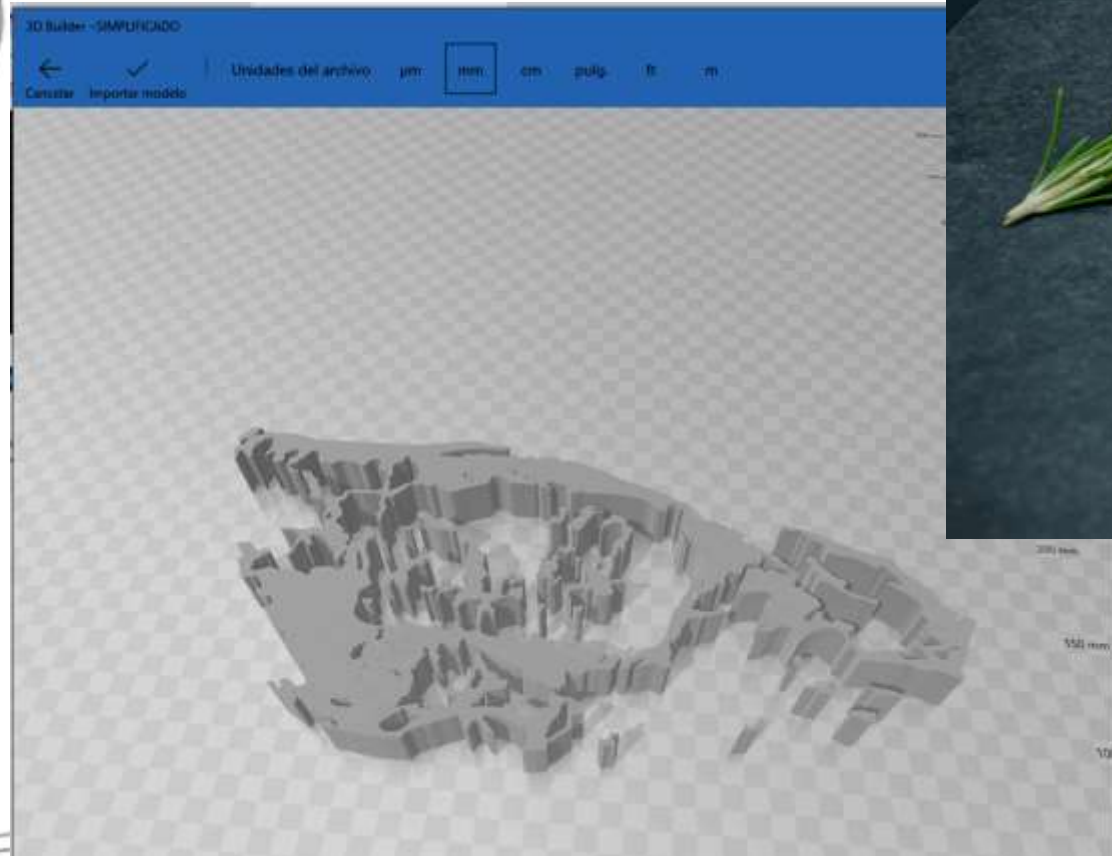 3D Builder -SIMPLIFICADO
Unidades del archivo µm mm cm pulg. ft m
Cancelar Importar modelo
550 mm